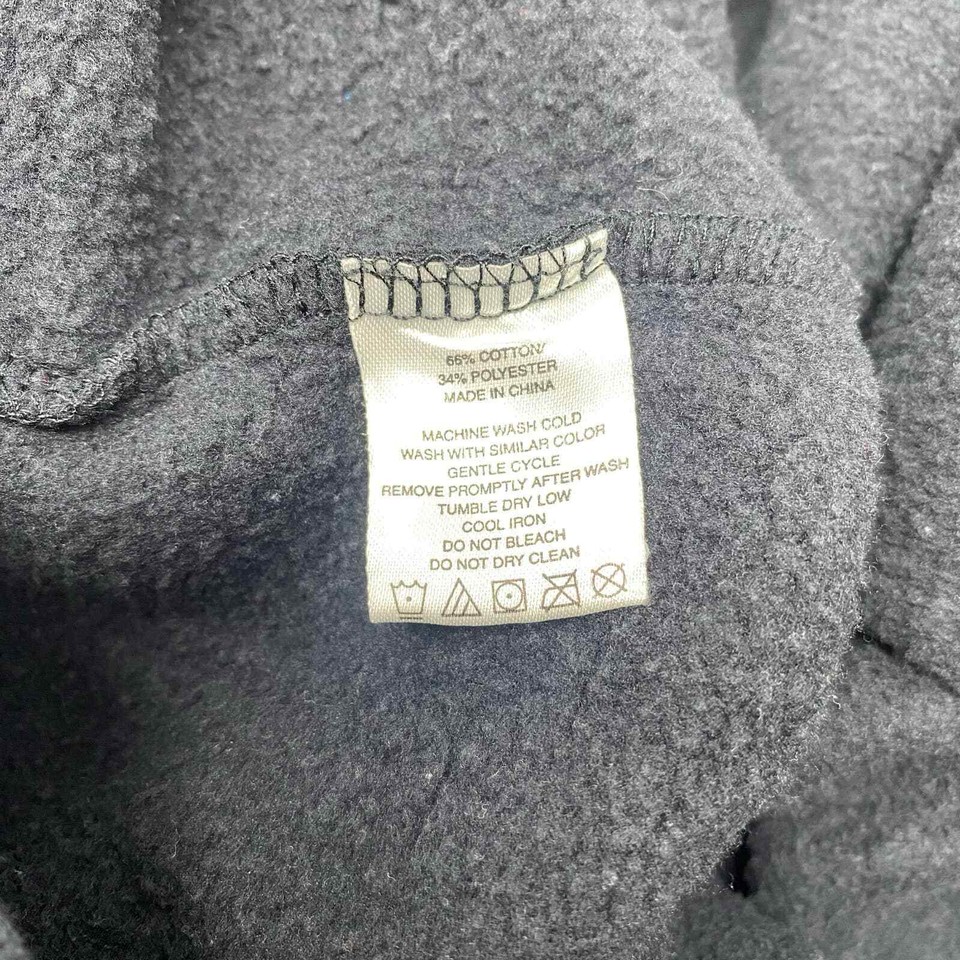 66% COTTON/
34% POLYESTER
MADE IN CHINA
MACHINE WASH COLD
WASH WITH SIMILAR COLOR
GENTLE CYCLE
REMOVE PROMPTLY AFTER WASH
TUMBLE DRY LOW
COOL IRON
DO NOT BLEACH
DO NOT DRY CLEAN